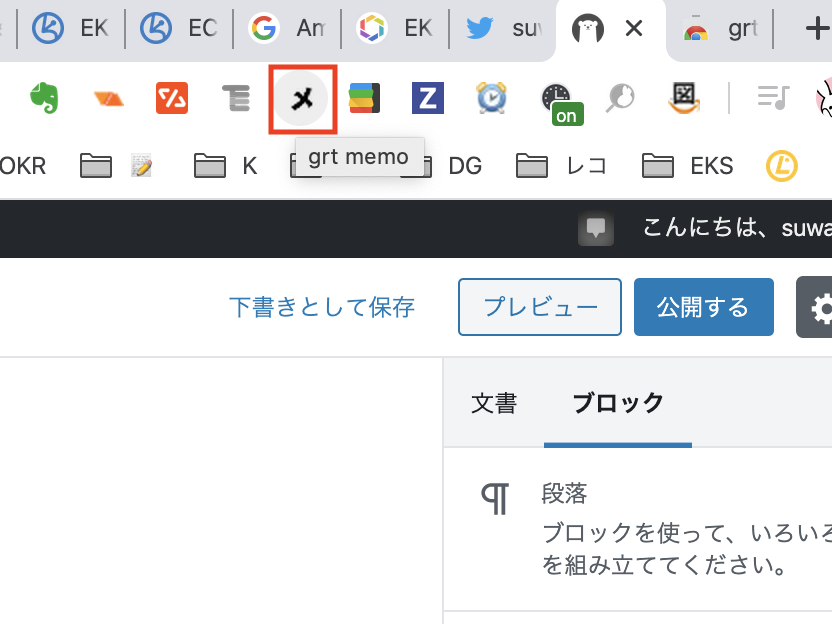 EK
EC
Am
EK
suw
grt
メ
Z
on
図
OKR
K
grt memo
DG
レコ
EKS
L
こんにちは、suwa
下書きとして保存
プレビュー
公開する
文書
ブロック
段落
ブロックを使って、いろいろ
を組み立ててください。